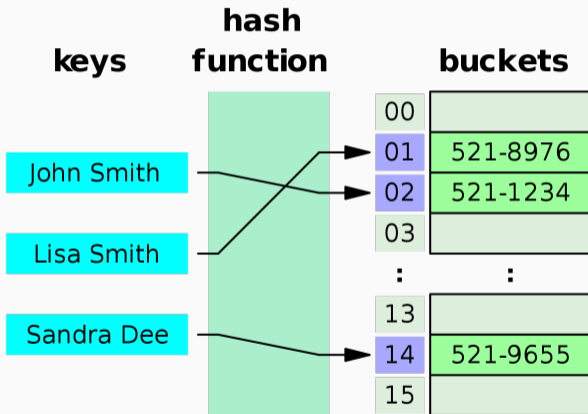 keys
hash
function
buckets
John Smith
Lisa Smith
Sandra Dee
00
01 521-8976
02 521-1234
03
: :
13
14 521-9655
15